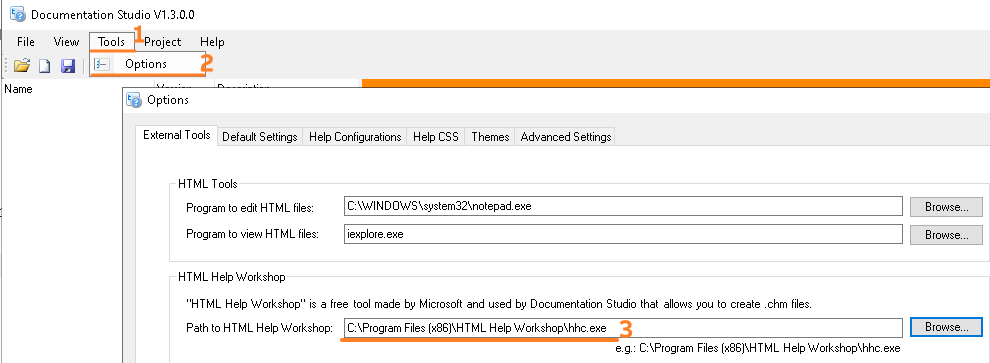 Documentation Studio V1.3.0.0
File View Tools 1 Project Help
Options 2
Name Version Description
Options
External Tools Default Settings Help Configurations Help CSS Themes Advanced Settings
HTML Tools
Program to edit HTML files: C:\WINDOWS\system32\notepad.exe Browse...
Program to view HTML files: iexplore.exe Browse...
HTML Help Workshop
"HTML Help Workshop" is a free tool made by Microsoft and used by Documentation Studio that allows you to create .chm files.
Path to HTML Help Workshop: C:\Program Files (x86)\HTML Help Workshop\hhc.exe 3 Browse...
e.g.: C:\Program Files (x86)\HTML Help Workshop\hhc.exe